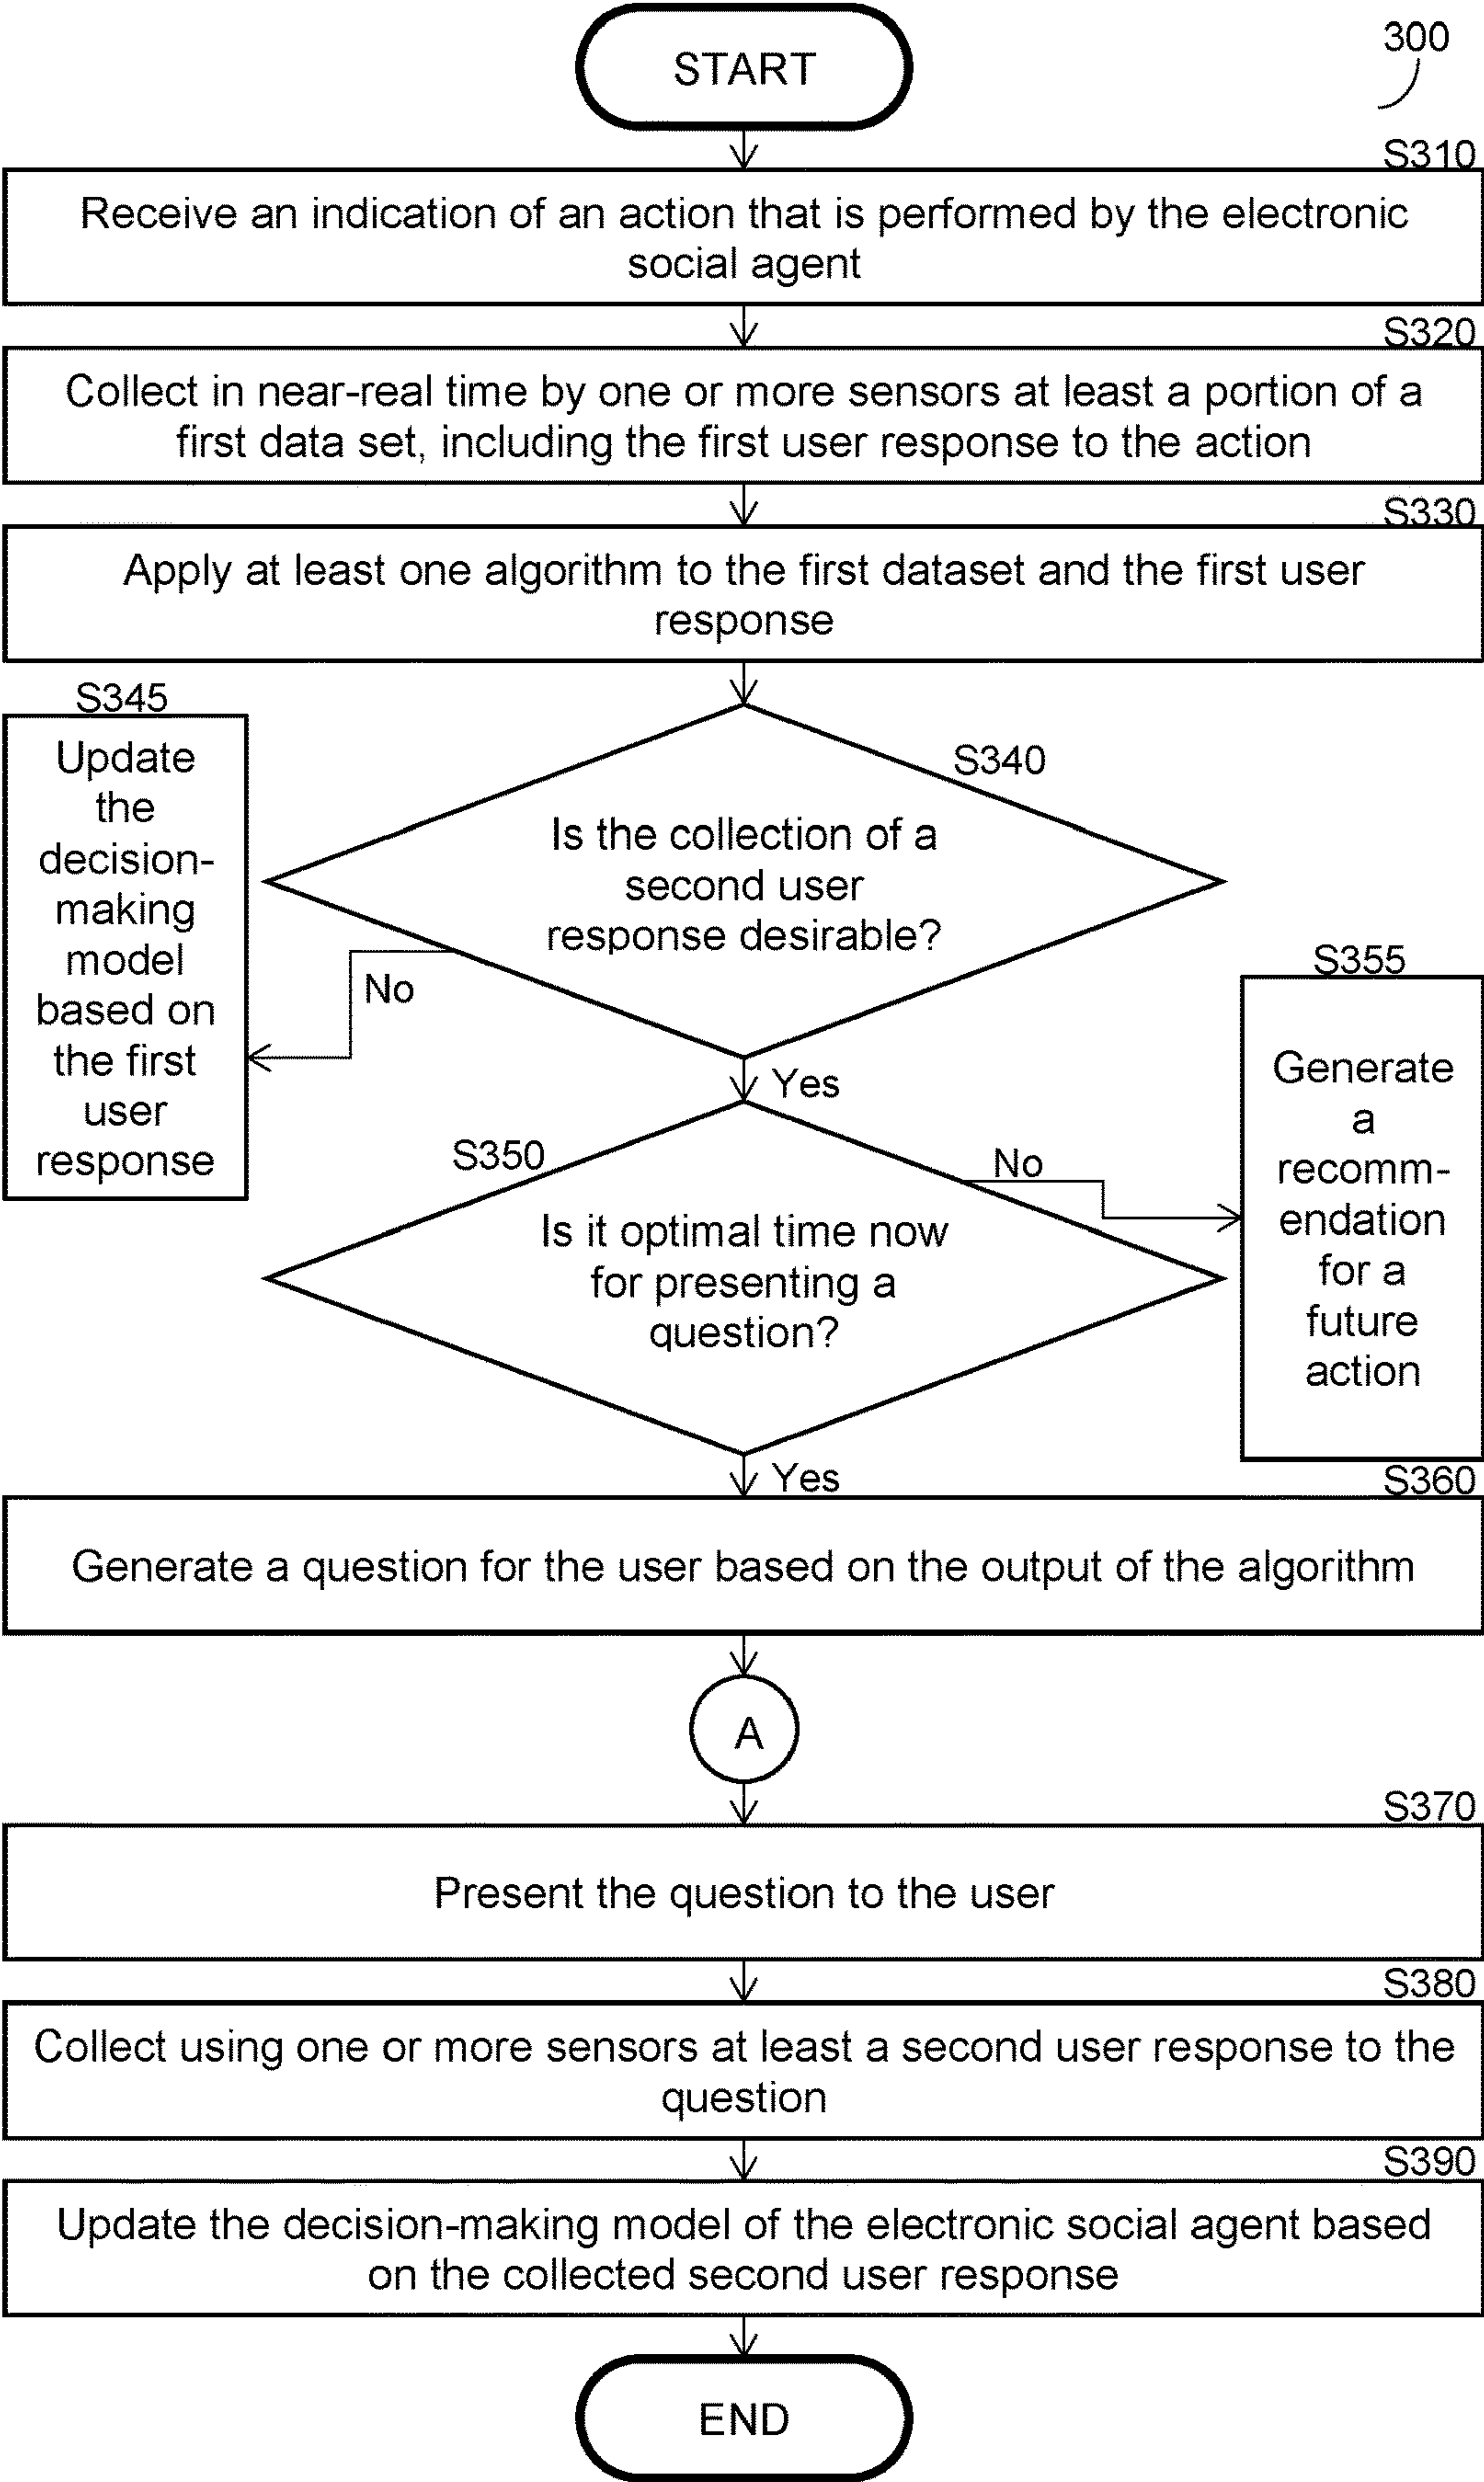 START
300
S310
Receive an indication of an action that is performed by the electronic
social agent
S320
Collect in near-real time by one or more sensors at least a portion of a
first data set, including the first user response to the action
S330
Apply at least one algorithm to the first dataset and the first user
response
S345
Update
the
decision-
making
model
based on
the first
user
response
S340
Is the collection of a
second user
response desirable?
No
Yes
S355
Generate
a
recomm-
endation
for a
future
action
S350
No
Is it optimal time now
for presenting a
question?
Yes
S360
Generate a question for the user based on the output of the algorithm
A
S370
Present the question to the user
S380
Collect using one or more sensors at least a second user response to the
question
S390
Update the decision-making model of the electronic social agent based
on the collected second user response
END